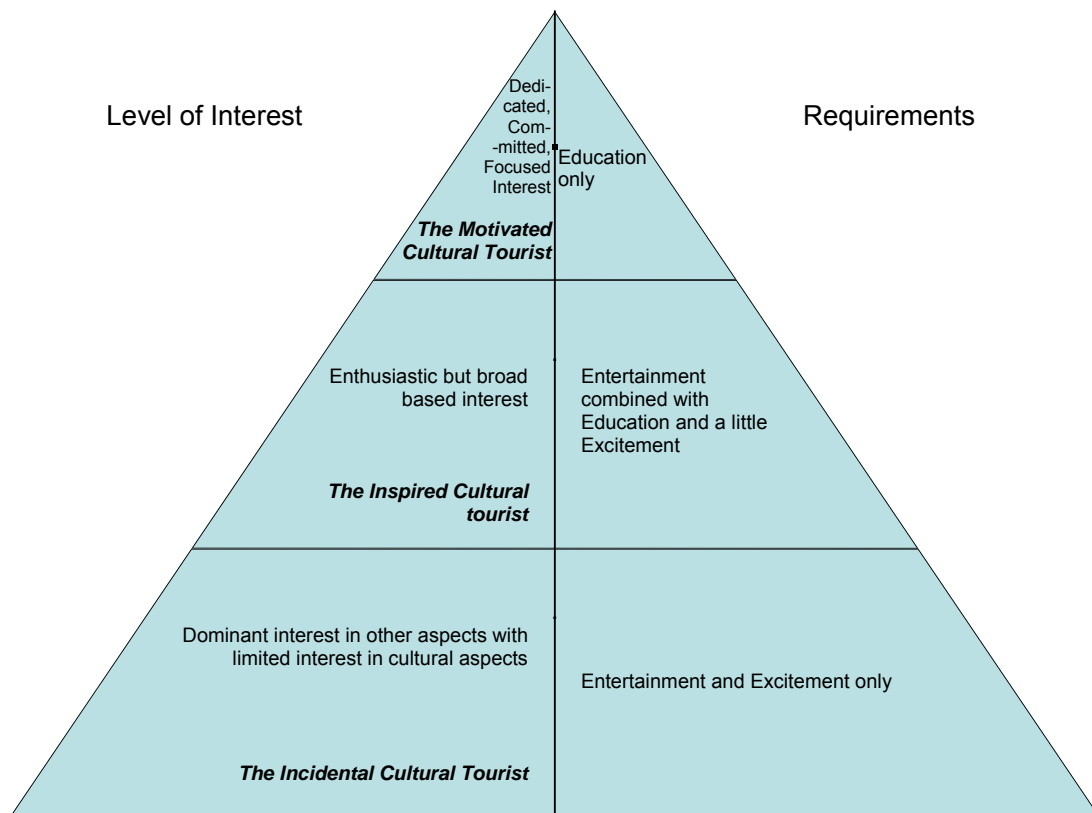 Level of Interest
Requirements
Dedi-
cated,
Com-
-mitted,
Focused
Interest
Education
only
The Motivated
Cultural Tourist
Enthusiastic but broad
based interest
Entertainment
combined with
Education and a little
Excitement
The Inspired Cultural
tourist
Dominant interest in other aspects with
limited interest in cultural aspects
Entertainment and Excitement only
The Incidental Cultural Tourist